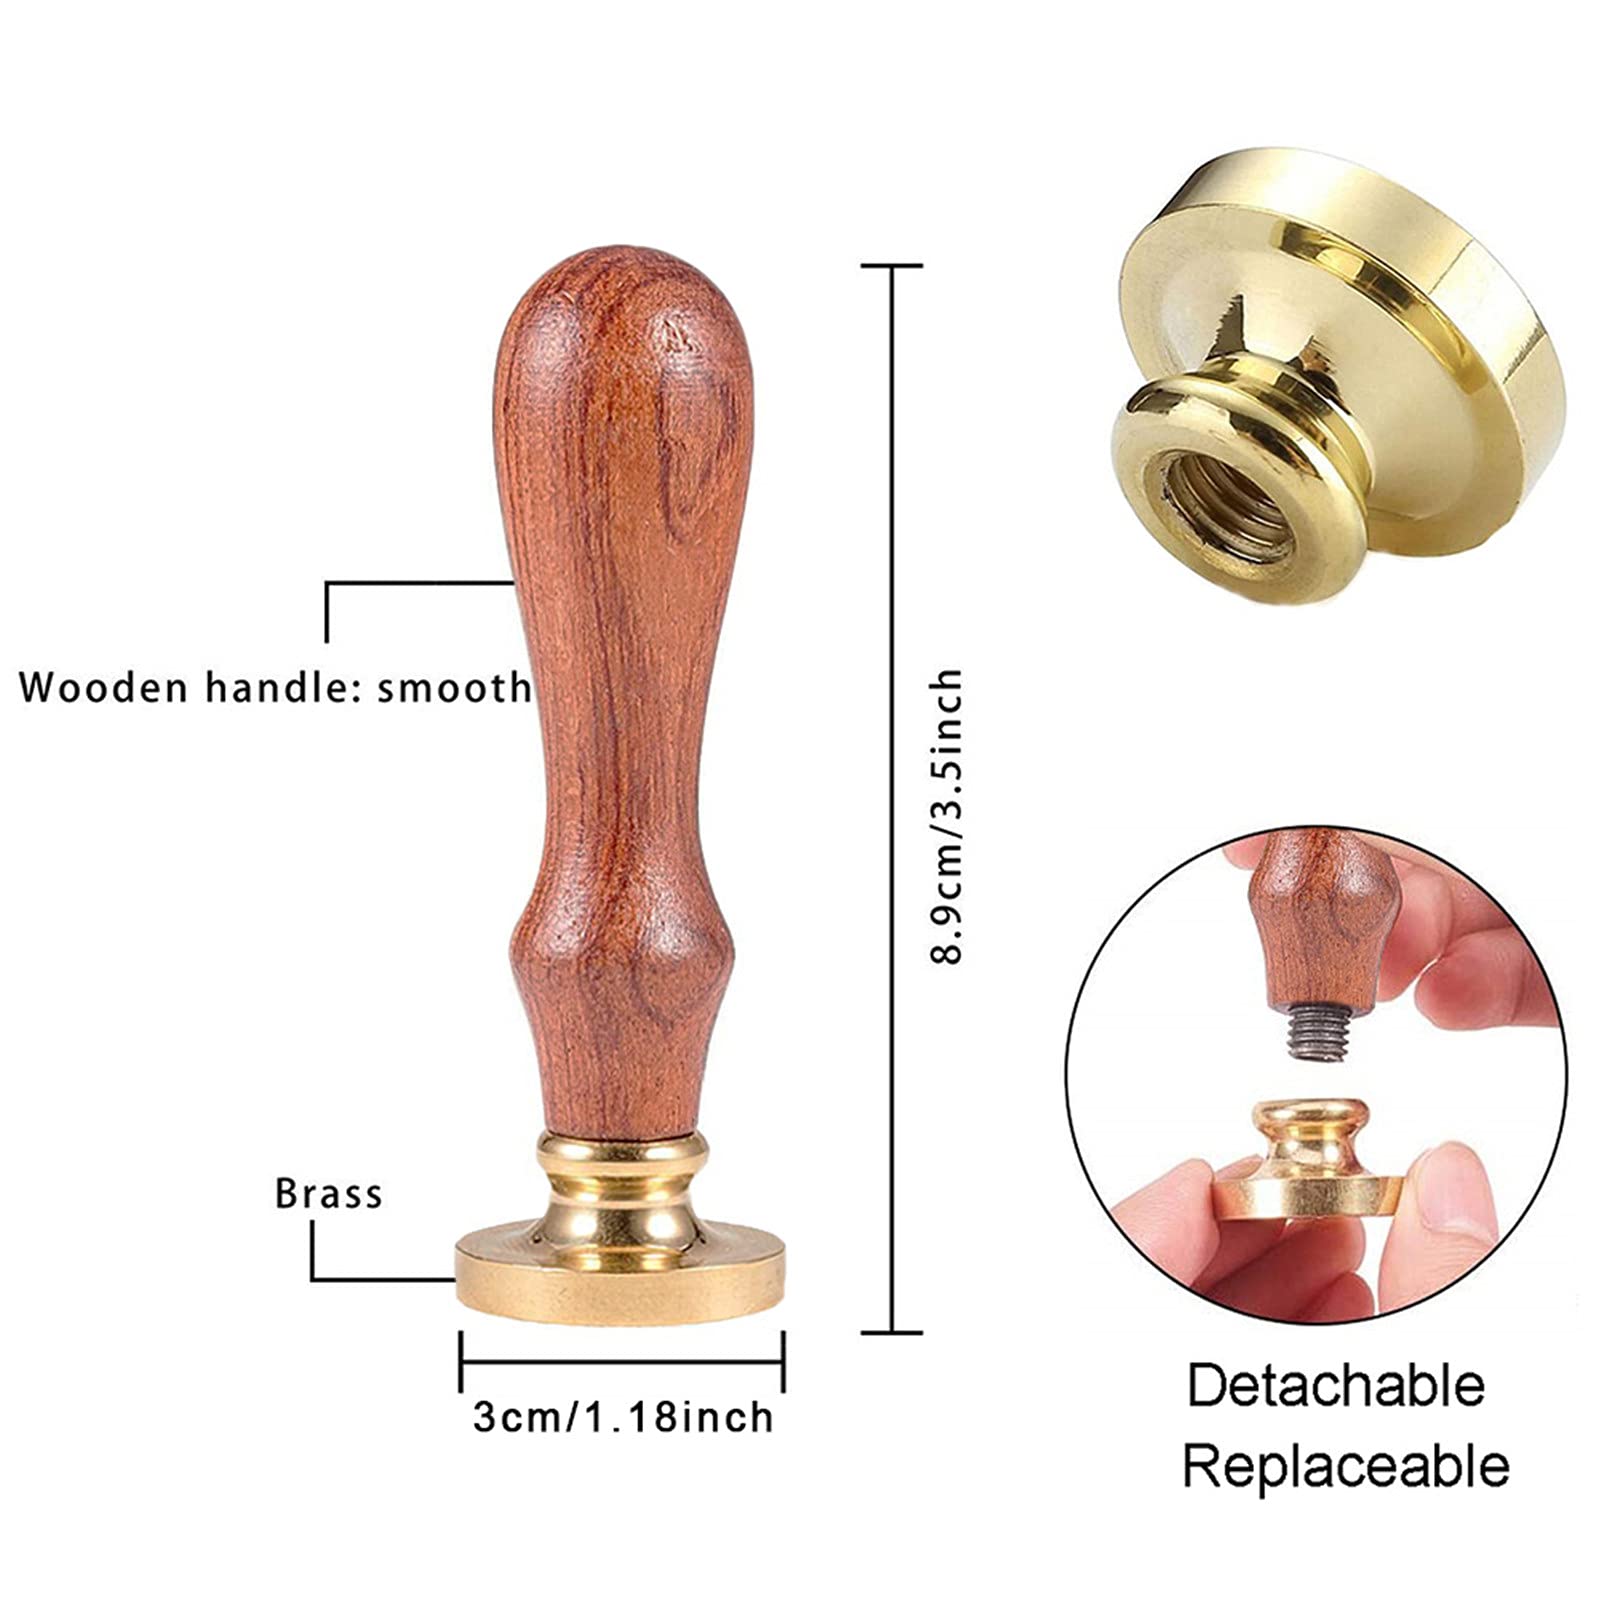 Wooden handle: smooth
8.9cm/3.5inch
Brass
3cm/1.18inch
Detachable
Replaceable